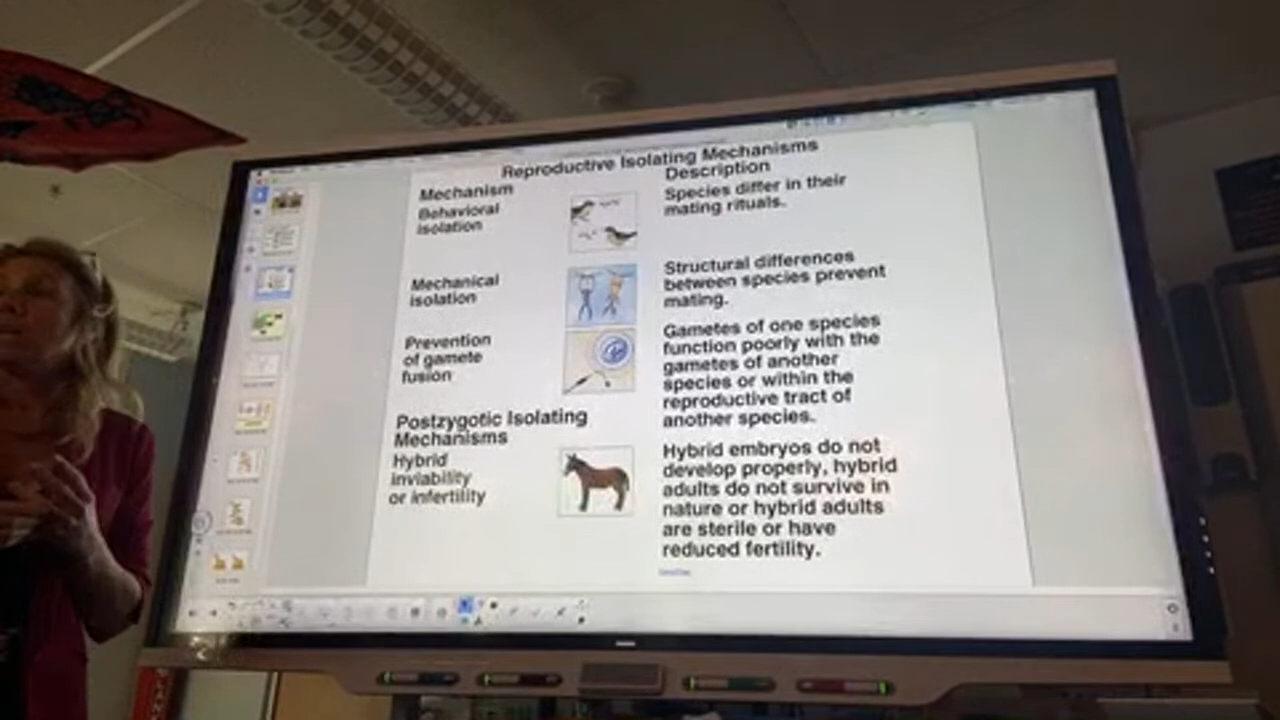 Reproductive Isolating Mechanisms
Mechanism
Description
Behavioral
isolation
Species differ in their
mating rituals.
Mechanical
isolation
Structural differences
between species prevent
mating.
Prevention
of gamete
fusion
Gametes of one species
function poorly with the
gametes of another
species or within the
reproductive tract of
another species.
Postzygotic Isolating
Mechanisms
Hybrid
inviability
or infertility
Hybrid embryos do not
develop properly, hybrid
adults do not survive in
nature or hybrid adults
are sterile or have
reduced fertility.